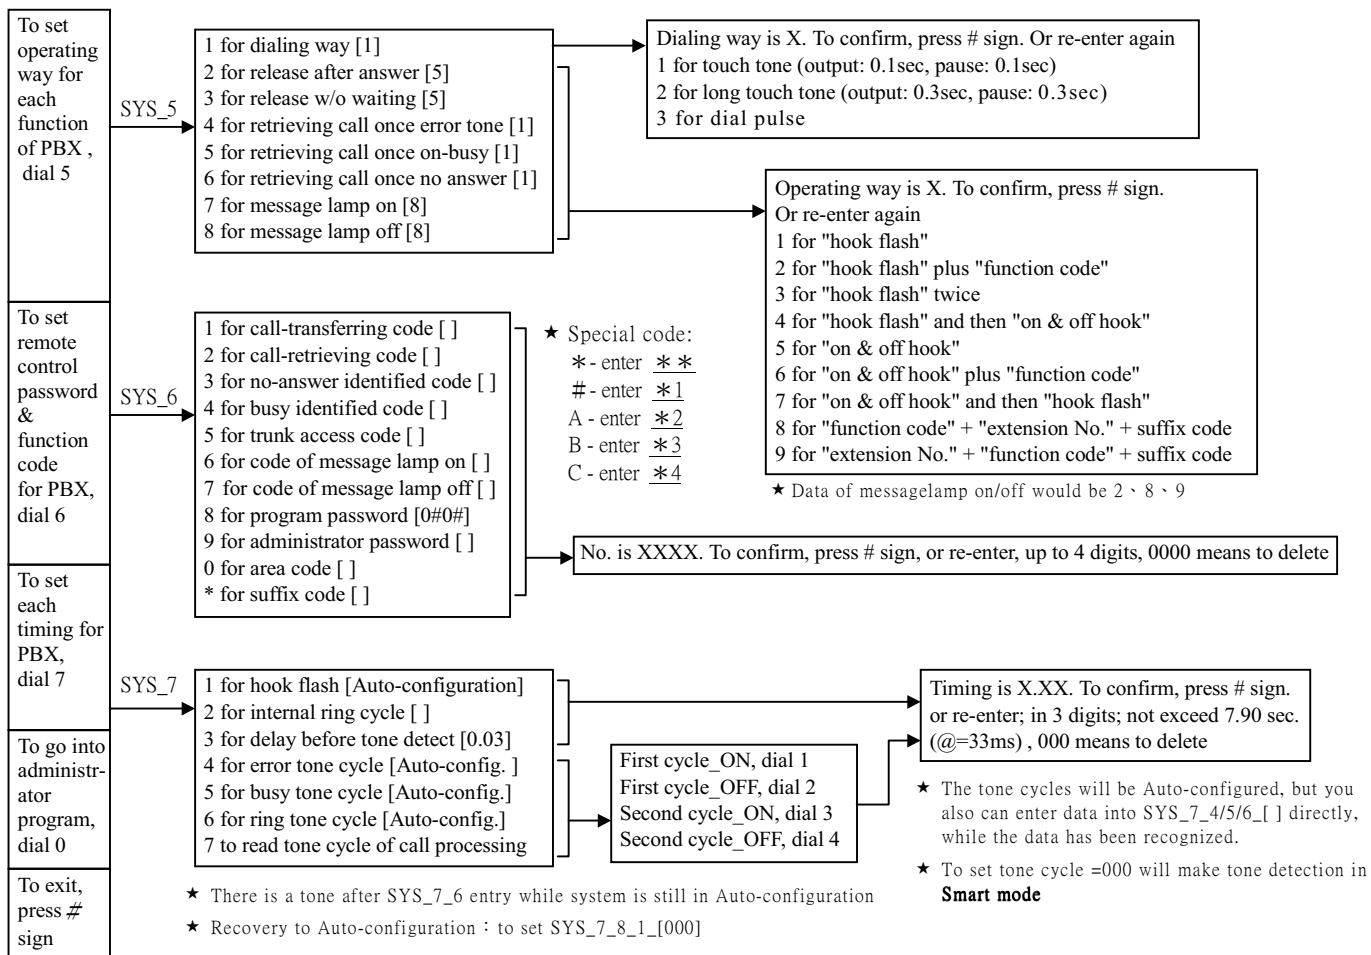 To set
operating
way for
each
function
of PBX ,
dial 5
SYS_5
1 for dialing way [1]
2 for release after answer [5]
3 for release w/o waiting [5]
4 for retrieving call once error tone [1]
5 for retrieving call once on-busy [1]
6 for retrieving call once no answer [1]
7 for message lamp on [8]
8 for message lamp off [8]
Dialing way is X. To confirm, press # sign. Or re-enter again
1 for touch tone (output: 0.1sec, pause: 0.1sec)
2 for long touch tone (output: 0.3sec, pause: 0.3sec)
3 for dial pulse
Operating way is X. To confirm, press # sign.
Or re-enter again
1 for "hook flash"
2 for "hook flash" plus "function code"
3 for "hook flash" twice
4 for "hook flash" and then "on & off hook"
5 for "on & off hook"
6 for "on & off hook" plus "function code"
7 for "on & off hook" and then "hook flash"
8 for "function code" + "extension No." + suffix code
9 for "extension No." + "function code" + suffix code
★ Data of messagelamp on/off would be 2、8、9
To set
remote
control
password
&
function
code
for PBX,
dial 6
SYS_6
1 for call-transferring code [ ]
2 for call-retrieving code [ ]
3 for no-answer identified code [ ]
4 for busy identified code [ ]
5 for trunk access code [ ]
6 for code of message lamp on [ ]
7 for code of message lamp off [ ]
8 for program password [0#0#]
9 for administrator password [ ]
0 for area code [ ]
* for suffix code [ ]
★ Special code:
＊- enter ＊＊
＃- enter ＊1
A - enter ＊2
B - enter ＊3
C - enter ＊4
No. is XXXX. To confirm, press # sign, or re-enter, up to 4 digits, 0000 means to delete
To set
each
timing for
PBX,
dial 7
SYS_7
1 for hook flash [Auto-configuration]
2 for internal ring cycle [ ]
3 for delay before tone detect [0.03]
4 for error tone cycle [Auto-config. ]
5 for busy tone cycle [Auto-config.]
6 for ring tone cycle [Auto-config.]
7 to read tone cycle of call processing
First cycle_ON, dial 1
First cycle_OFF, dial 2
Second cycle_ON, dial 3
Second cycle_OFF, dial 4
Timing is X.XX. To confirm, press # sign.
or re-enter; in 3 digits; not exceed 7.90 sec.
(@=33ms) , 000 means to delete
★ The tone cycles will be Auto-configured, but you
also can enter data into SYS_7_4/5/6_[ ] directly,
while the data has been recognized.
★ To set tone cycle =000 will make tone detection in
Smart mode
★ There is a tone after SYS_7_6 entry while system is still in Auto-configuration
★ Recovery to Auto-configuration：to set SYS_7_8_1_[000]
To go into
administr-
ator
program,
dial 0
To exit,
press ＃
sign